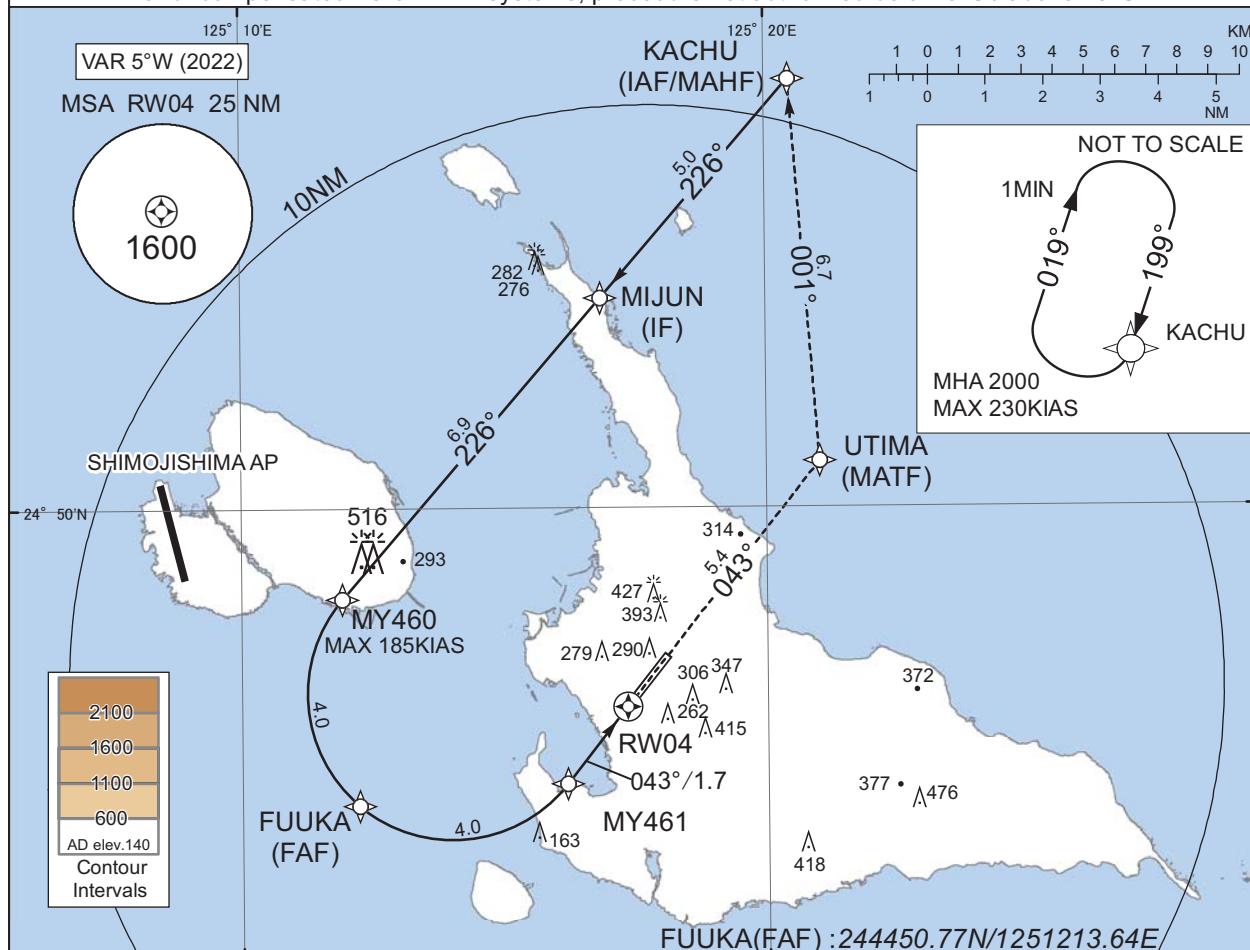 125° 10′E
125° 20′E
VAR 5°W (2022)
MSA RW04 25 NM
1600
10NM
KACHU
(IAF/MAHF)
KM
1 0 1 2 3 4 5 6 7 8 9 10
1 0 1 2 3 4 5
NM
NOT TO SCALE
1MIN
019°
199°
KACHU
MHA 2000
MAX 230KIAS
5.0
226°
6.7
001°
282
276
MIJUN
(IF)
6.9
226°
UTIMA
(MATF)
SHIMOJISHIMA AP
24° 50′N
516
293
314
5.4
043°
427
393
MY460
MAX 185KIAS
279
290
306
347
372
262
415
RW04
4.0
043°/1.7
377
476
FUUKA
(FAF)
4.0
MY461
163
418
2100
1600
1100
600
AD elev.140
Contour
Intervals
FUUKA(FAF) :244450.77N/1251213.64E